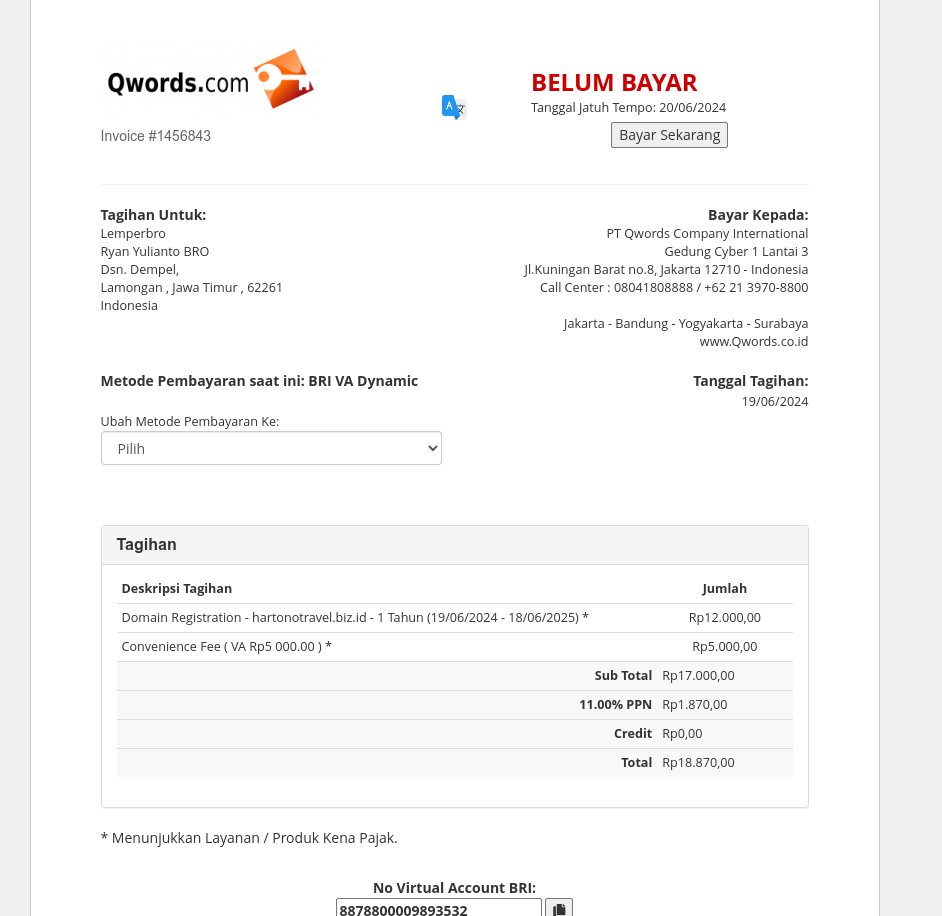 Qwords.com
BELUM BAYAR
Tanggal Jatuh Tempo: 20/06/2024
Bayar Sekarang
Invoice #1456843
Tagihan Untuk:
Lemperbro
Ryan Yulianto BRO
Dsn. Dempel,
Lamongan , Jawa Timur , 62261
Indonesia
Bayar Kepada:
PT Qwords Company International
Gedung Cyber 1 Lantai 3
Jl.Kuningan Barat no.8, Jakarta 12710 - Indonesia
Call Center : 08041808888 / +62 21 3970-8800
Jakarta - Bandung - Yogyakarta - Surabaya
www.Qwords.co.id
Metode Pembayaran saat ini: BRI VA Dynamic
Ubah Metode Pembayaran Ke:
Pilih
Tanggal Tagihan:
19/06/2024
Tagihan
Deskripsi Tagihan Jumlah
Domain Registration - hartonotravel.biz.id - 1 Tahun (19/06/2024 - 18/06/2025) * Rp12.000,00
Convenience Fee ( VA Rp5 000.00 ) * Rp5.000,00
Sub Total Rp17.000,00
11.00% PPN Rp1.870,00
Credit Rp0,00
Total Rp18.870,00
* Menunjukkan Layanan / Produk Kena Pajak.
No Virtual Account BRI:
8878800009893532